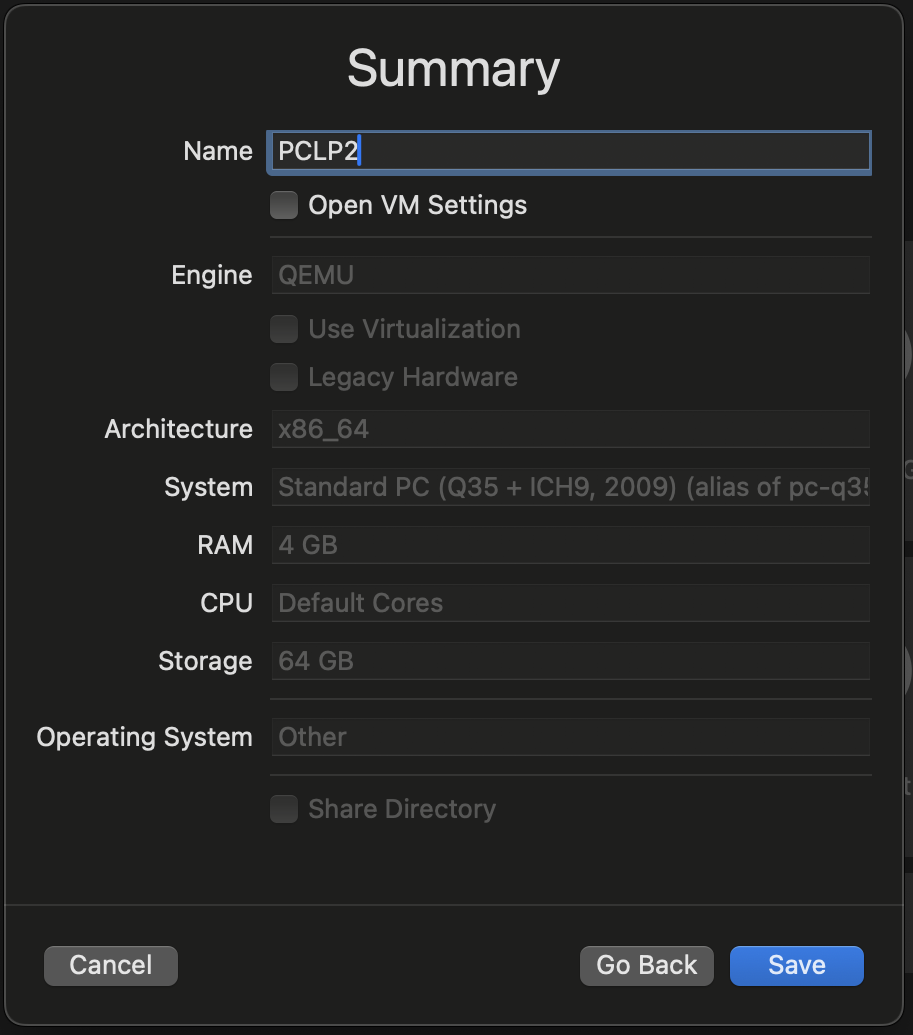 Summary
Name PCLP2
Open VM Settings
Engine QEMU
Use Virtualization
Legacy Hardware
Architecture x86_64
System Standard PC (Q35 + ICH9, 2009) (alias of pc-q35
RAM 4 GB
CPU Default Cores
Storage 64 GB
Operating System Other
Share Directory
Cancel Go Back Save